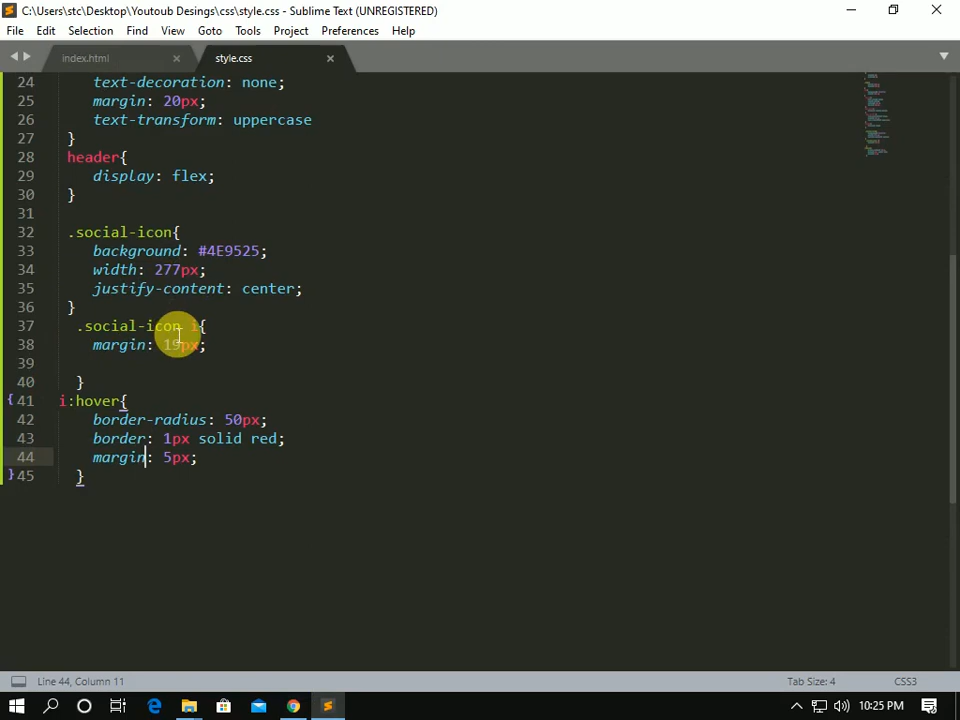 C:\Users\stc\Desktop\Youtoub Desings\css\style.css - Sublime Text (UNREGISTERED)
File Edit Selection Find View Goto Tools Project Preferences Help
index.html style.css
24 text-decoration: none;
25 margin: 20px;
26 text-transform: uppercase
27 }
28 header{
29 display: flex;
30 }
31
32 .social-icon{
33 background: #4E9525;
34 width: 277px;
35 justify-content: center;
36 }
37 .social-icon i{
38 margin: 19px;
39
40 }
41 i:hover{
42 border-radius: 50px;
43 border: 1px solid red;
44 margin: 5px;
45 }
Line 44, Column 11 Tab Size: 4 CSS3
10:25 PM